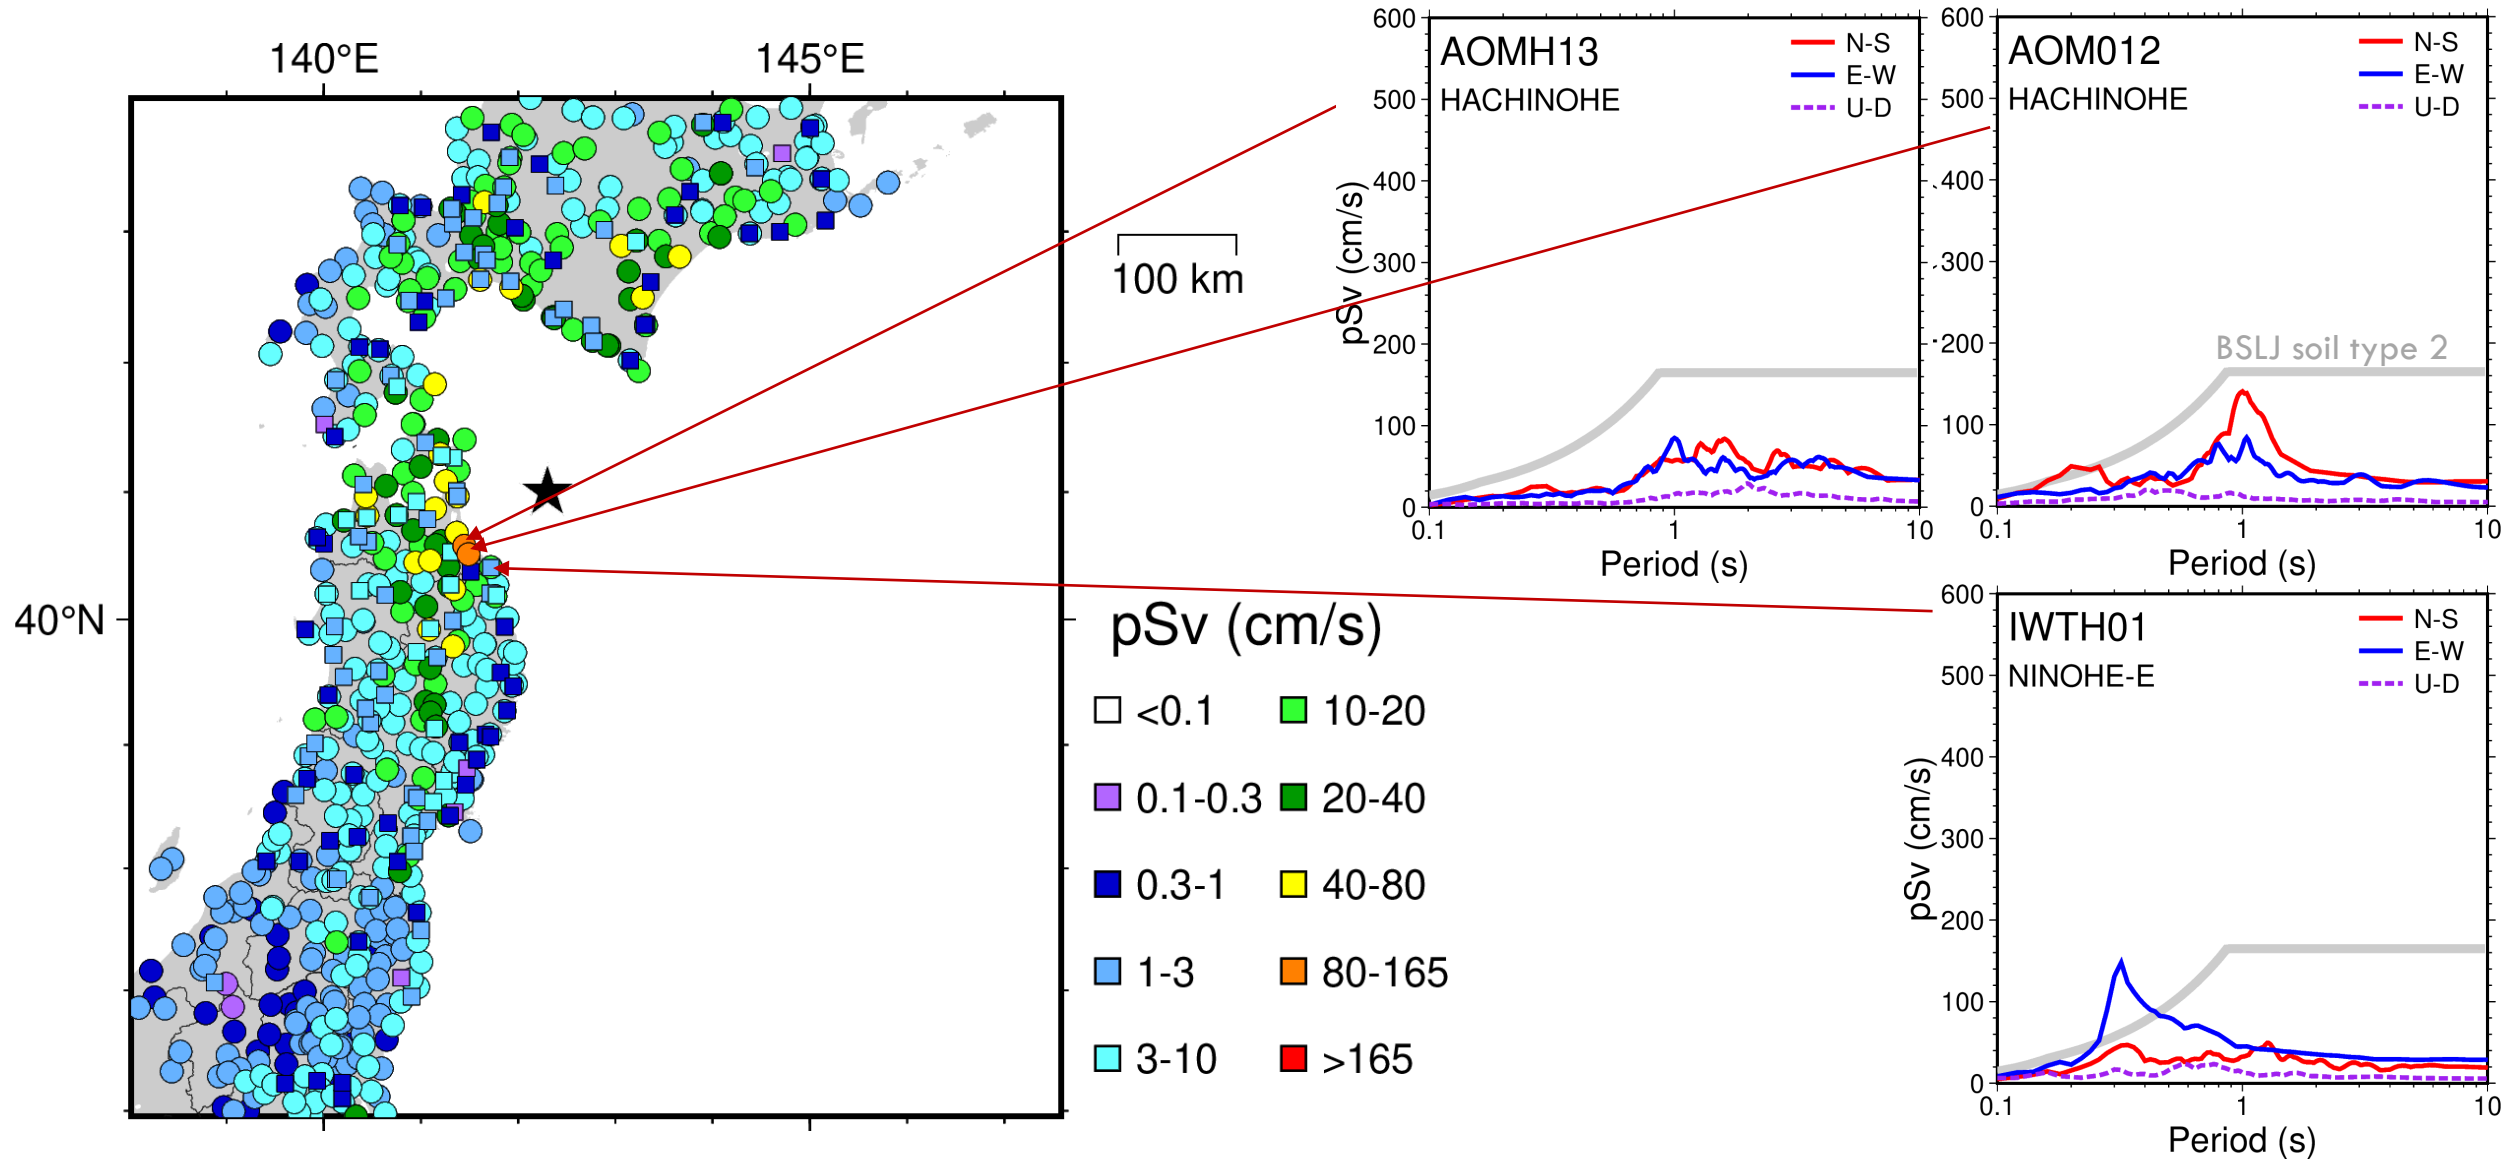 140°E 145°E
40°N
100 km
pSv (cm/s)
<0.1
0.1-0.3
0.3-1
1-3
3-10
10-20
20-40
40-80
80-165
>165
AOMH13
HACHINOHE
N-S
E-W
U-D
600
500
400
300
200
100
0
pSv (cm/s)
0.1 1 10
Period (s)
AOM012
HACHINOHE
N-S
E-W
U-D
BSLJ soil type 2
600
500
400
300
200
100
0
0.1 1 10
Period (s)
IWTH01
NINOHE-E
N-S
E-W
U-D
600
500
400
300
200
100
0
pSv (cm/s)
0.1 1 10
Period (s)